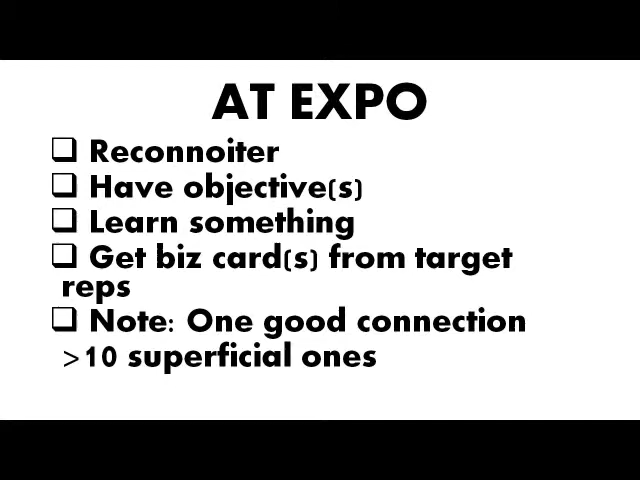 AT EXPO
❑ Reconnoiter
❑ Have objective(s)
❑ Learn something
❑ Get biz card(s) from target
reps
❑ Note: One good connection
>10 superficial ones